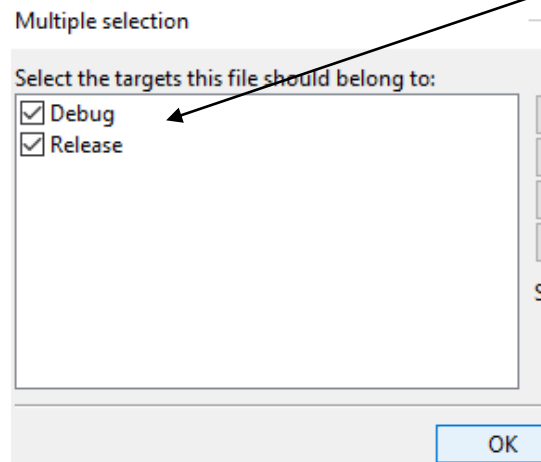 Multiple selection
Select the targets this file should belong to:
Debug
Release
S
OK